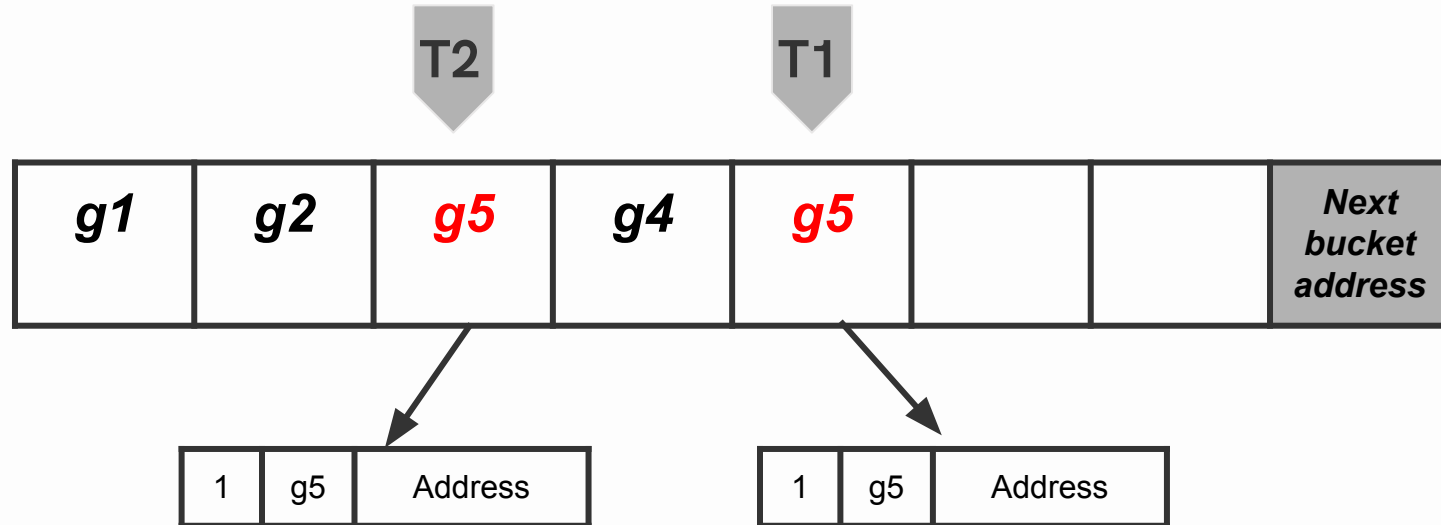 T2 T1
g1 g2 g5 g4 g5 Next
bucket
address
1 g5 Address 1 g5 Address